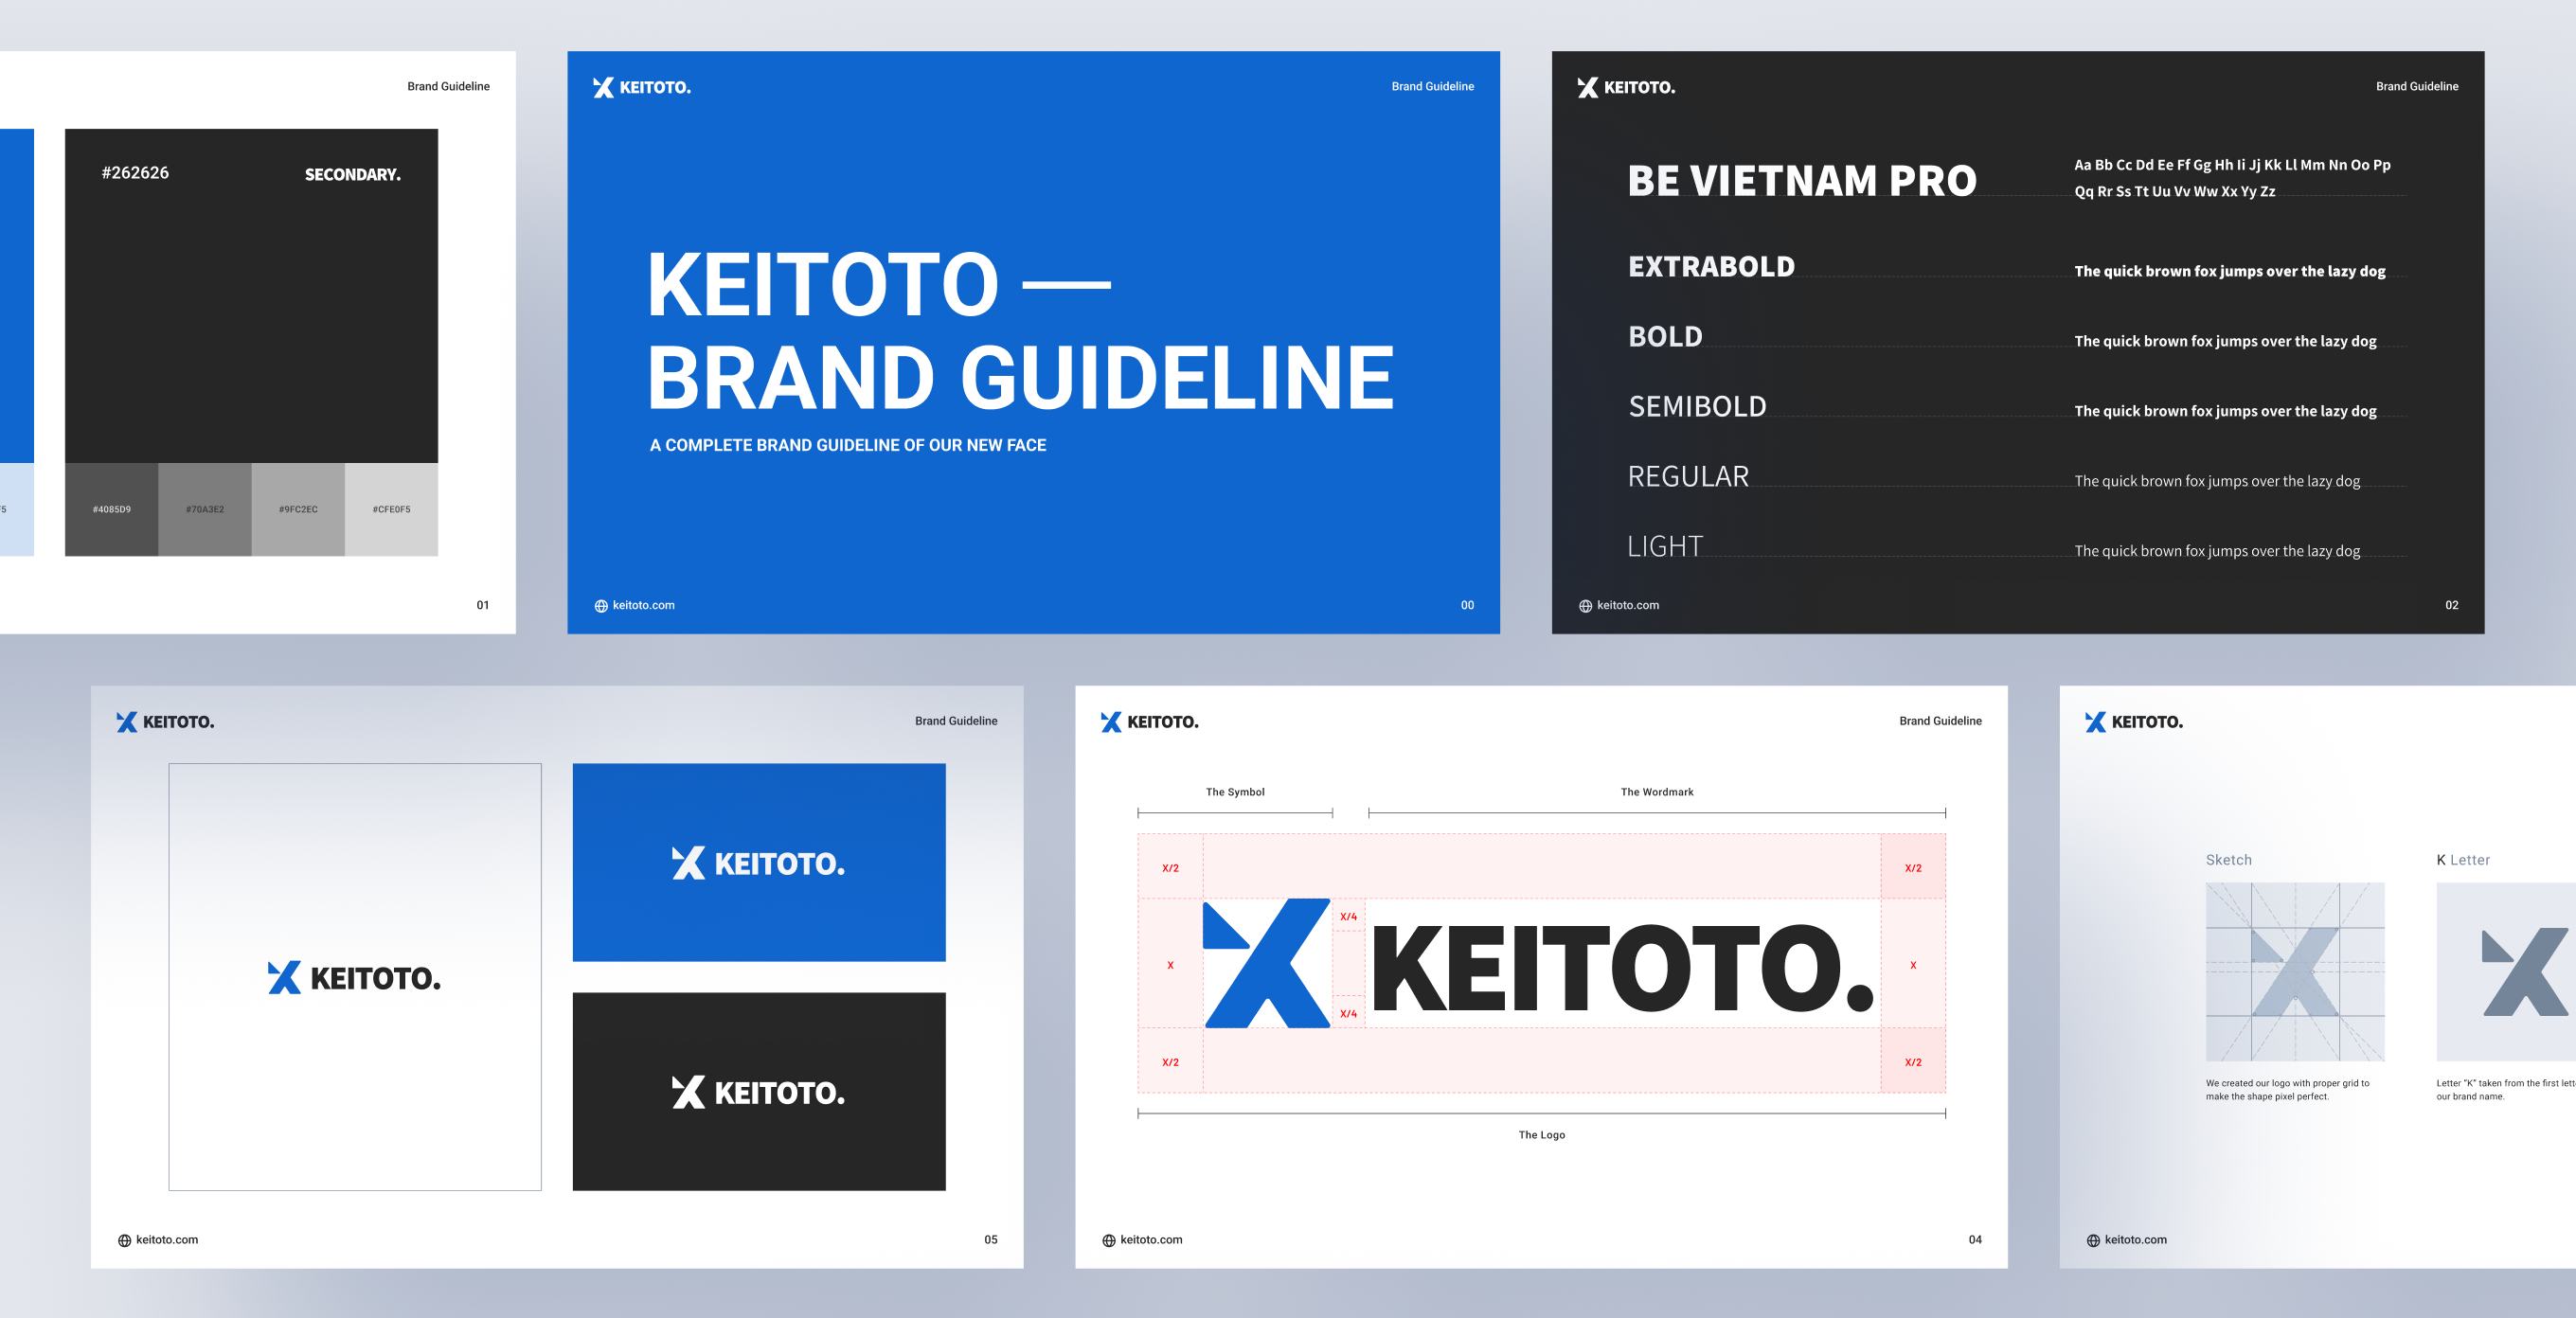 Brand Guideline
#262626
SECONDARY.
#4085D9
#70A3E2
#9FC2EC
#CFE0F5
01
KEITOTO.
Brand Guideline
KEITOTO —
BRAND GUIDELINE
A COMPLETE BRAND GUIDELINE OF OUR NEW FACE
keitoto.com
00
KEITOTO.
Brand Guideline
BE VIETNAM PRO
Aa Bb Cc Dd Ee Ff Gg Hh Ii Jj Kk Ll Mm Nn Oo Pp
Qq Rr Ss Tt Uu Vv Ww Xx Yy Zz
EXTRABOLD
The quick brown fox jumps over the lazy dog
BOLD
The quick brown fox jumps over the lazy dog
SEMIBOLD
The quick brown fox jumps over the lazy dog
REGULAR
The quick brown fox jumps over the lazy dog
LIGHT
The quick brown fox jumps over the lazy dog
keitoto.com
02
KEITOTO.
Brand Guideline
KEITOTO.
KEITOTO.
KEITOTO.
keitoto.com
05
KEITOTO.
Brand Guideline
The Symbol
The Wordmark
X/2
X/2
X/4
X
KEITOTO.
X
X/4
X/2
X/2
The Logo
keitoto.com
04
KEITOTO.
Sketch
K Letter
We created our logo with proper grid to
make the shape pixel perfect.
Letter “K” taken from the first
our brand name.
keitoto.com